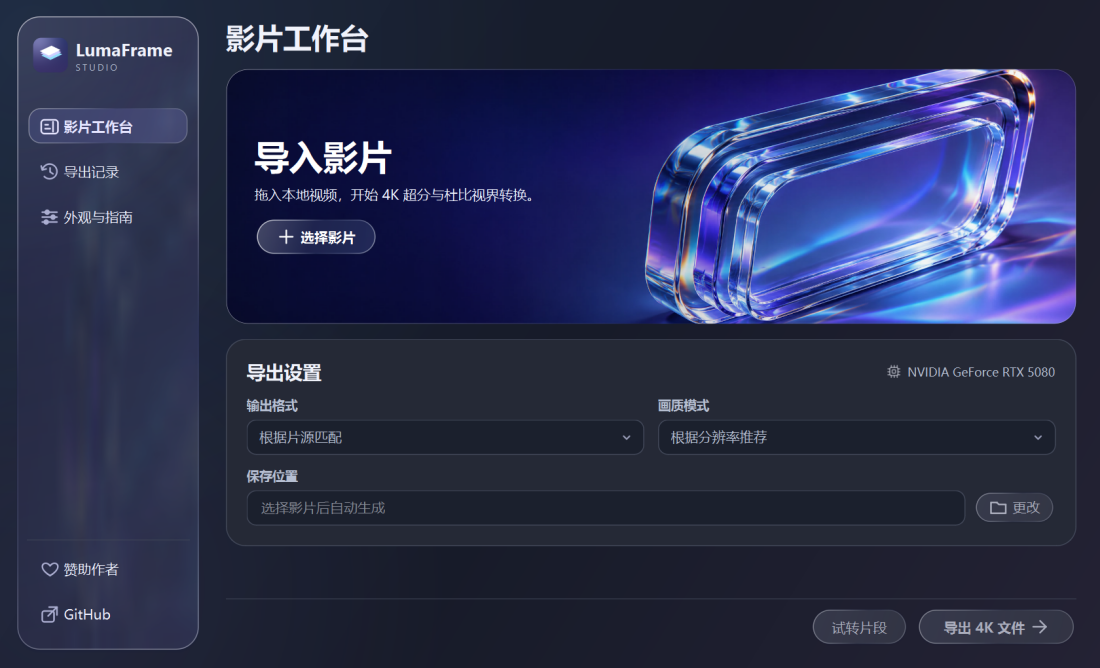 LumaFrame
STUDIO
影片工作台
导出记录
外观与指南
赞助作者
GitHub
影片工作台
导入影片
拖入本地视频，开始 4K 超分与杜比视界转换。
选择影片
导出设置
NVIDIA GeForce RTX 5080
输出格式
画质模式
根据片源匹配
根据分辨率推荐
保存位置
选择影片后自动生成
更改
试转片段
导出 4K 文件